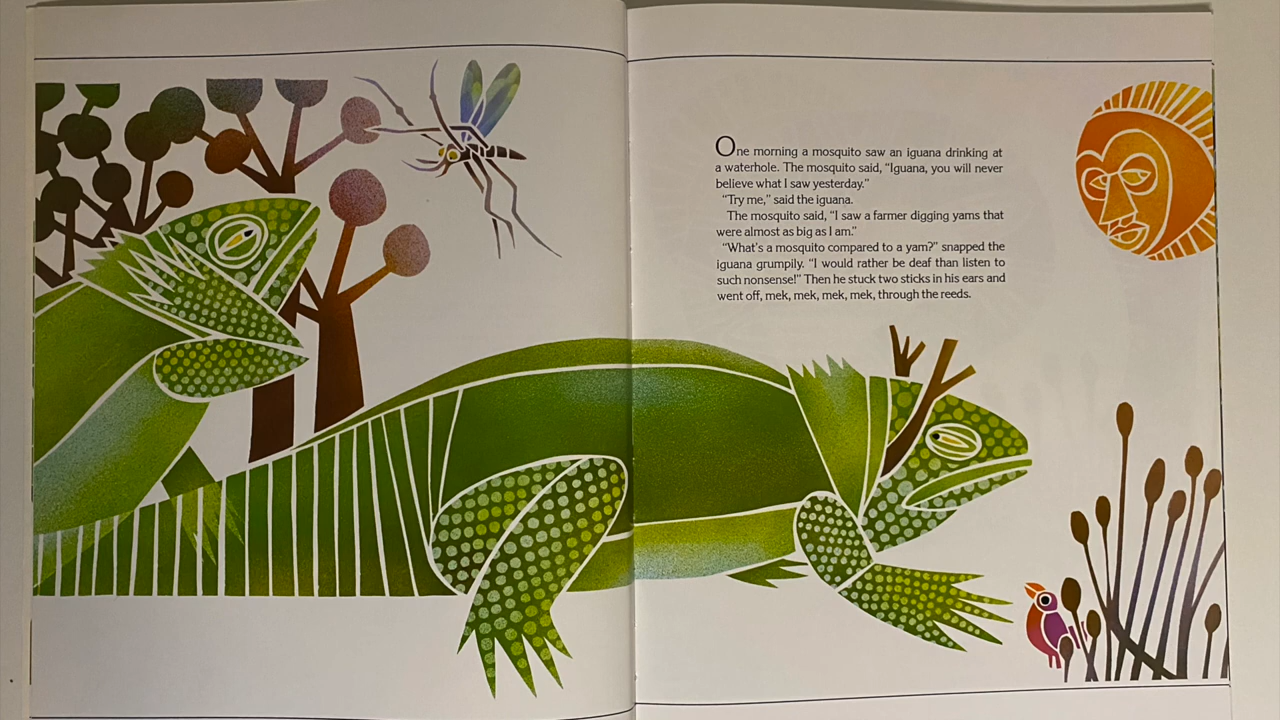 One morning a mosquito saw an iguana drinking at
a waterhole. The mosquito said, “Iguana, you will never
believe what I saw yesterday.”
“Try me,” said the iguana.
The mosquito said, “I saw a farmer digging yams that
were almost as big as I am.”
“What's a mosquito compared to a yam?” snapped the
iguana grumpily. “I would rather be deaf than listen to
such nonsense!” Then he stuck two sticks in his ears and
went off, mek, mek, mek, mek, through the reeds.